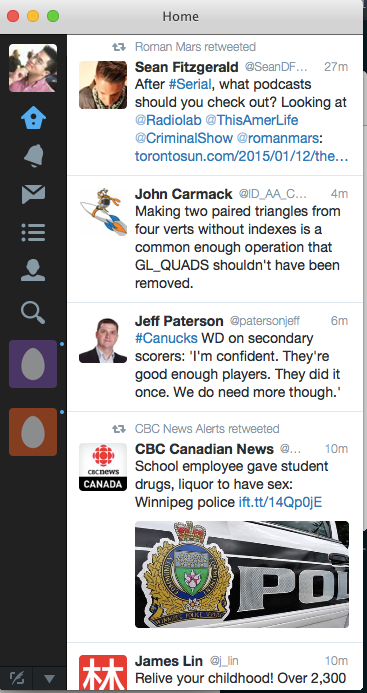 Home
Roman Mars retweeted
Sean Fitzgerald @SeanDF... 27m
After #Serial, what podcasts
should you check out? Looking at
@Radiolab @ThisAmerLife
@CriminalShow @romanmars:
torontosun.com/2015/01/12/the...
John Carmack @ID_AA_C... 4m
Making two paired triangles from
four verts without indexes is a
common enough operation that
GL_QUADS shouldn't have been
removed.
Jeff Paterson @patersonjeff 6m
#Canucks WD on secondary
scorers: 'I'm confident. They're
good enough players. They did it
once. We do need more though.'
CBC News Alerts retweeted
CBC Canadian News @... 10m
School employee gave student
drugs, liquor to have sex:
Winnipeg police ift.tt/14Qp0jE
CBCNEWS
CANADA
POL
James Lin @j_lin 10m
Relive your childhood! Over 2,300
林